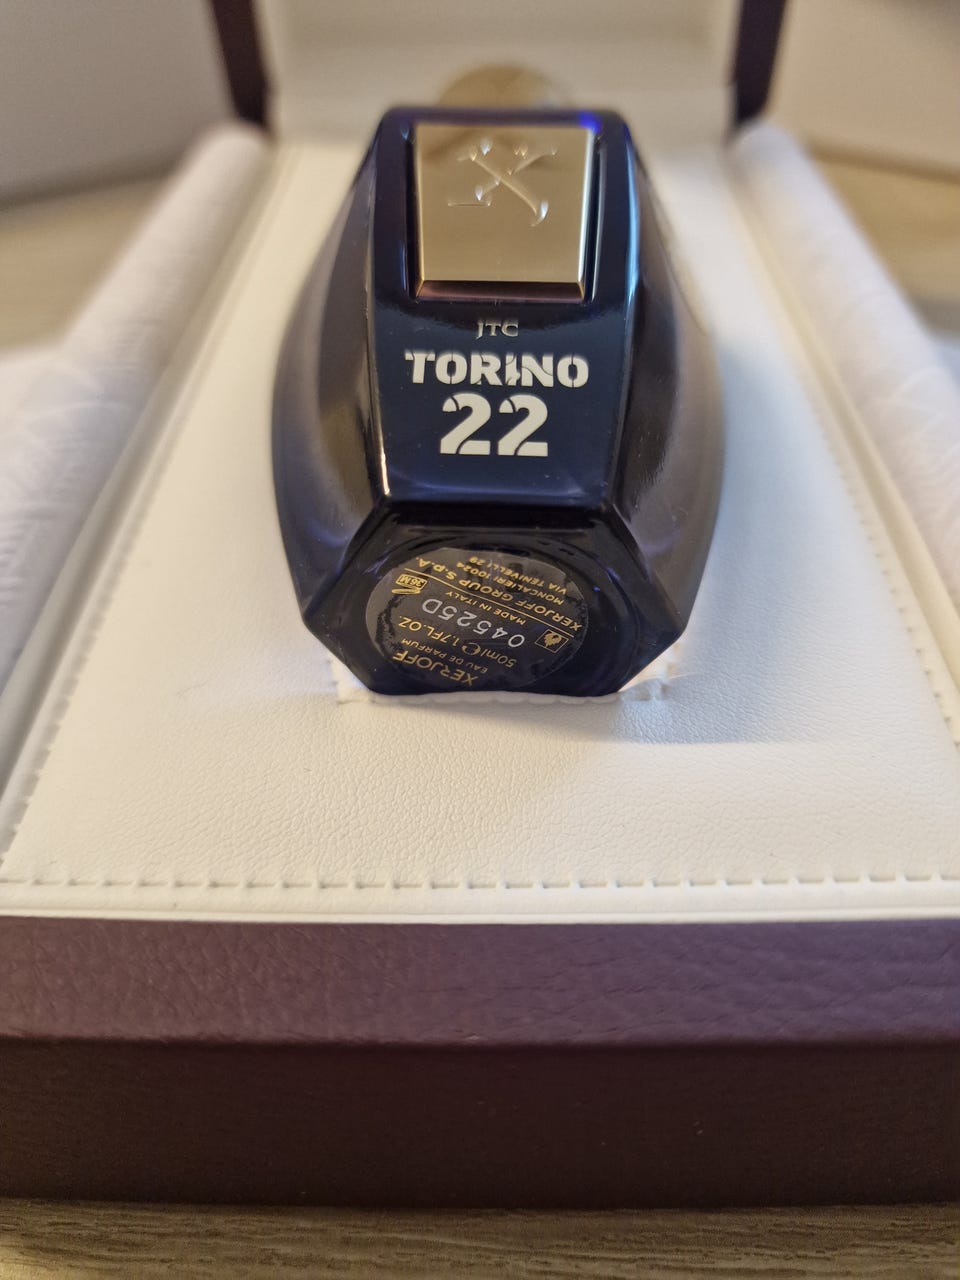 X
JTC
TORINO
22
XERJOFF
EAU DE PARFUM
50ml e 1.7FL.OZ.
04525D
MADE IN ITALY
XERJOFF GROUP S.p.A.
MONCALIERI 10024
VIA TENIVELLI 29
36M